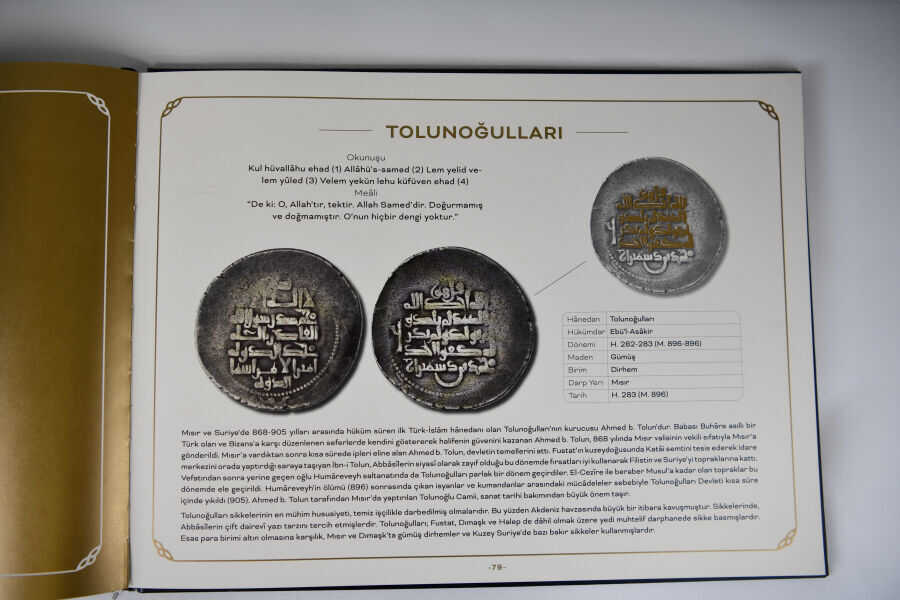 TOLUNOĞULLARI
Okunuşu
Kul hüvallâhu ehad (1) Allâhü's-samed (2) Lem yelid ve-
lem yûled (3) Velem yekün lehu küfüven ehad (4)
Meâli
"De ki: O, Allah'tır, tektir. Allah Samed'dir. Doğurmamış
ve doğmamıştır. O'nun hiçbir dengi yoktur."
Hânedan Tolunoğulları
Hükümdar Ebü'l-Asâkir
Dönemi H. 282-283 (M. 896-896)
Maden Gümüş
Birim Dirhem
Darp Yeri Mısır
Tarih H. 283 (M. 896)
Mısır ve Suriye'de 868-905 yılları arasında hüküm süren ilk Türk-İslâm hânedanı olan Tolunoğulları'nın kurucusu Ahmed b. Tolun'dur. Babası Buhâra asıllı bir
Türk olan ve Bizans'a karşı düzenlenen seferlerde kendini göstererek halifenin güvenini kazanan Ahmed b. Tolun, 868 yılında Mısır valisinin vekili sıfatıyla Mısır'a
gönderildi. Mısır'a vardıktan sonra kısa sürede ipleri eline alan Ahmed b. Tolun, devletin temellerini attı. Fustat'ın kuzeydoğusunda Katâi semtini tesis ederek idare
merkezini orada yaptırdığı saraya taşıyan İbn-i Tolun, Abbâsîlerin siyasî olarak zayıf olduğu bu dönemde fırsatları iyi kullanarak Filistin ve Suriye'yi topraklarına kattı.
Vefatından sonra yerine geçen oğlu Humâreveyh saltanatında da Tolunoğulları parlak bir dönem geçirdiler. El-Cezîre ile beraber Musul'a kadar olan topraklar bu
dönemde ele geçirildi. Humâreveyh'in ölümü (896) sonrasında çıkan isyanlar ve kumandanlar arasındaki mücâdeleler sebebiyle Tolunoğulları Devleti kısa süre
içinde yıkıldı (905). Ahmed b. Tolun tarafından Mısır'da yaptırılan Tolunoğlu Camii, sanat tarihi bakımından büyük önem taşır.
Tolunoğulları sikkelerinin en mühim hususiyeti, temiz işçilikle darbedilmiş olmalarıdır. Bu yüzden Akdeniz havzasında büyük bir itibara kavuşmuştur. Sikkelerinde,
Abbâsîlerin çift dairevî yazı tarzını tercih etmişlerdir. Tolunoğulları; Fustat, Dımaşk ve Halep de dâhil olmak üzere yedi muhtelif darphanede sikke basmışlardır.
Esas para birimi altın olmasına karşılık, Mısır ve Dımaşk'ta gümüş dirhemler ve Kuzey Suriye'de bazı bakır sikkeler kullanmışlardır.
-79-